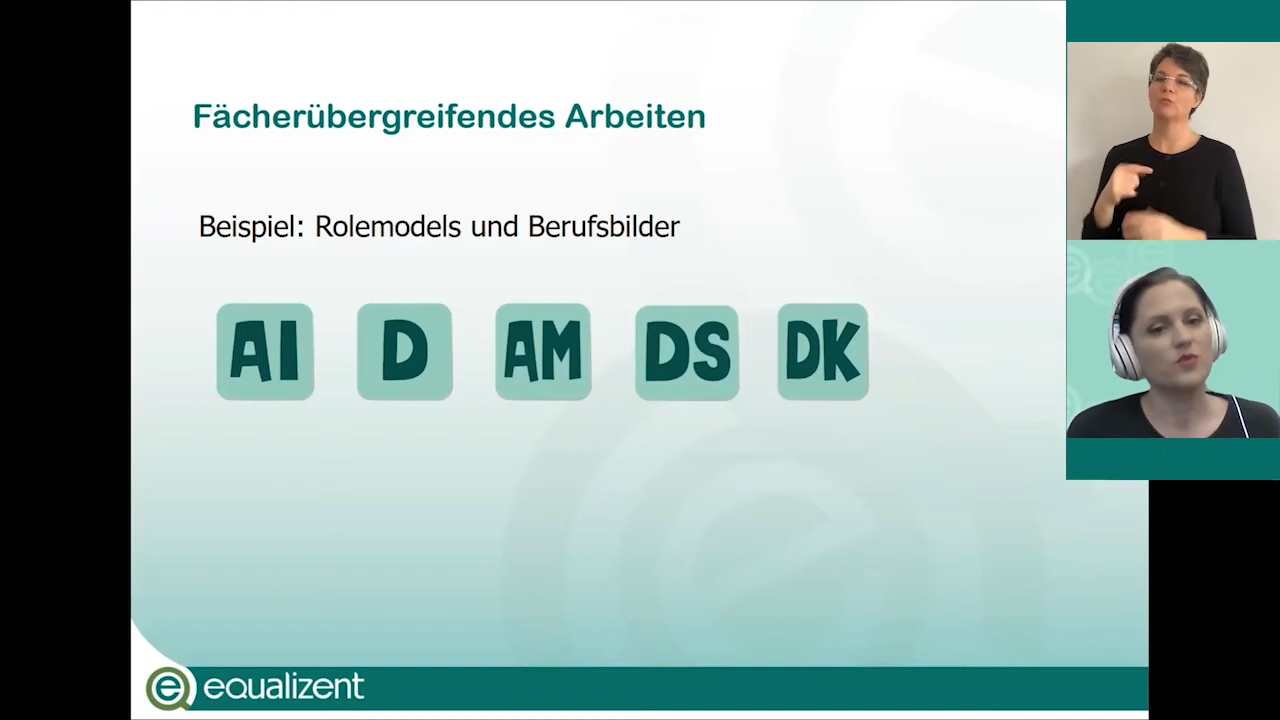 Fächerübergreifendes Arbeiten
Beispiel: Rolemodels und Berufsbilder
AI D AM DS DK
equalizent